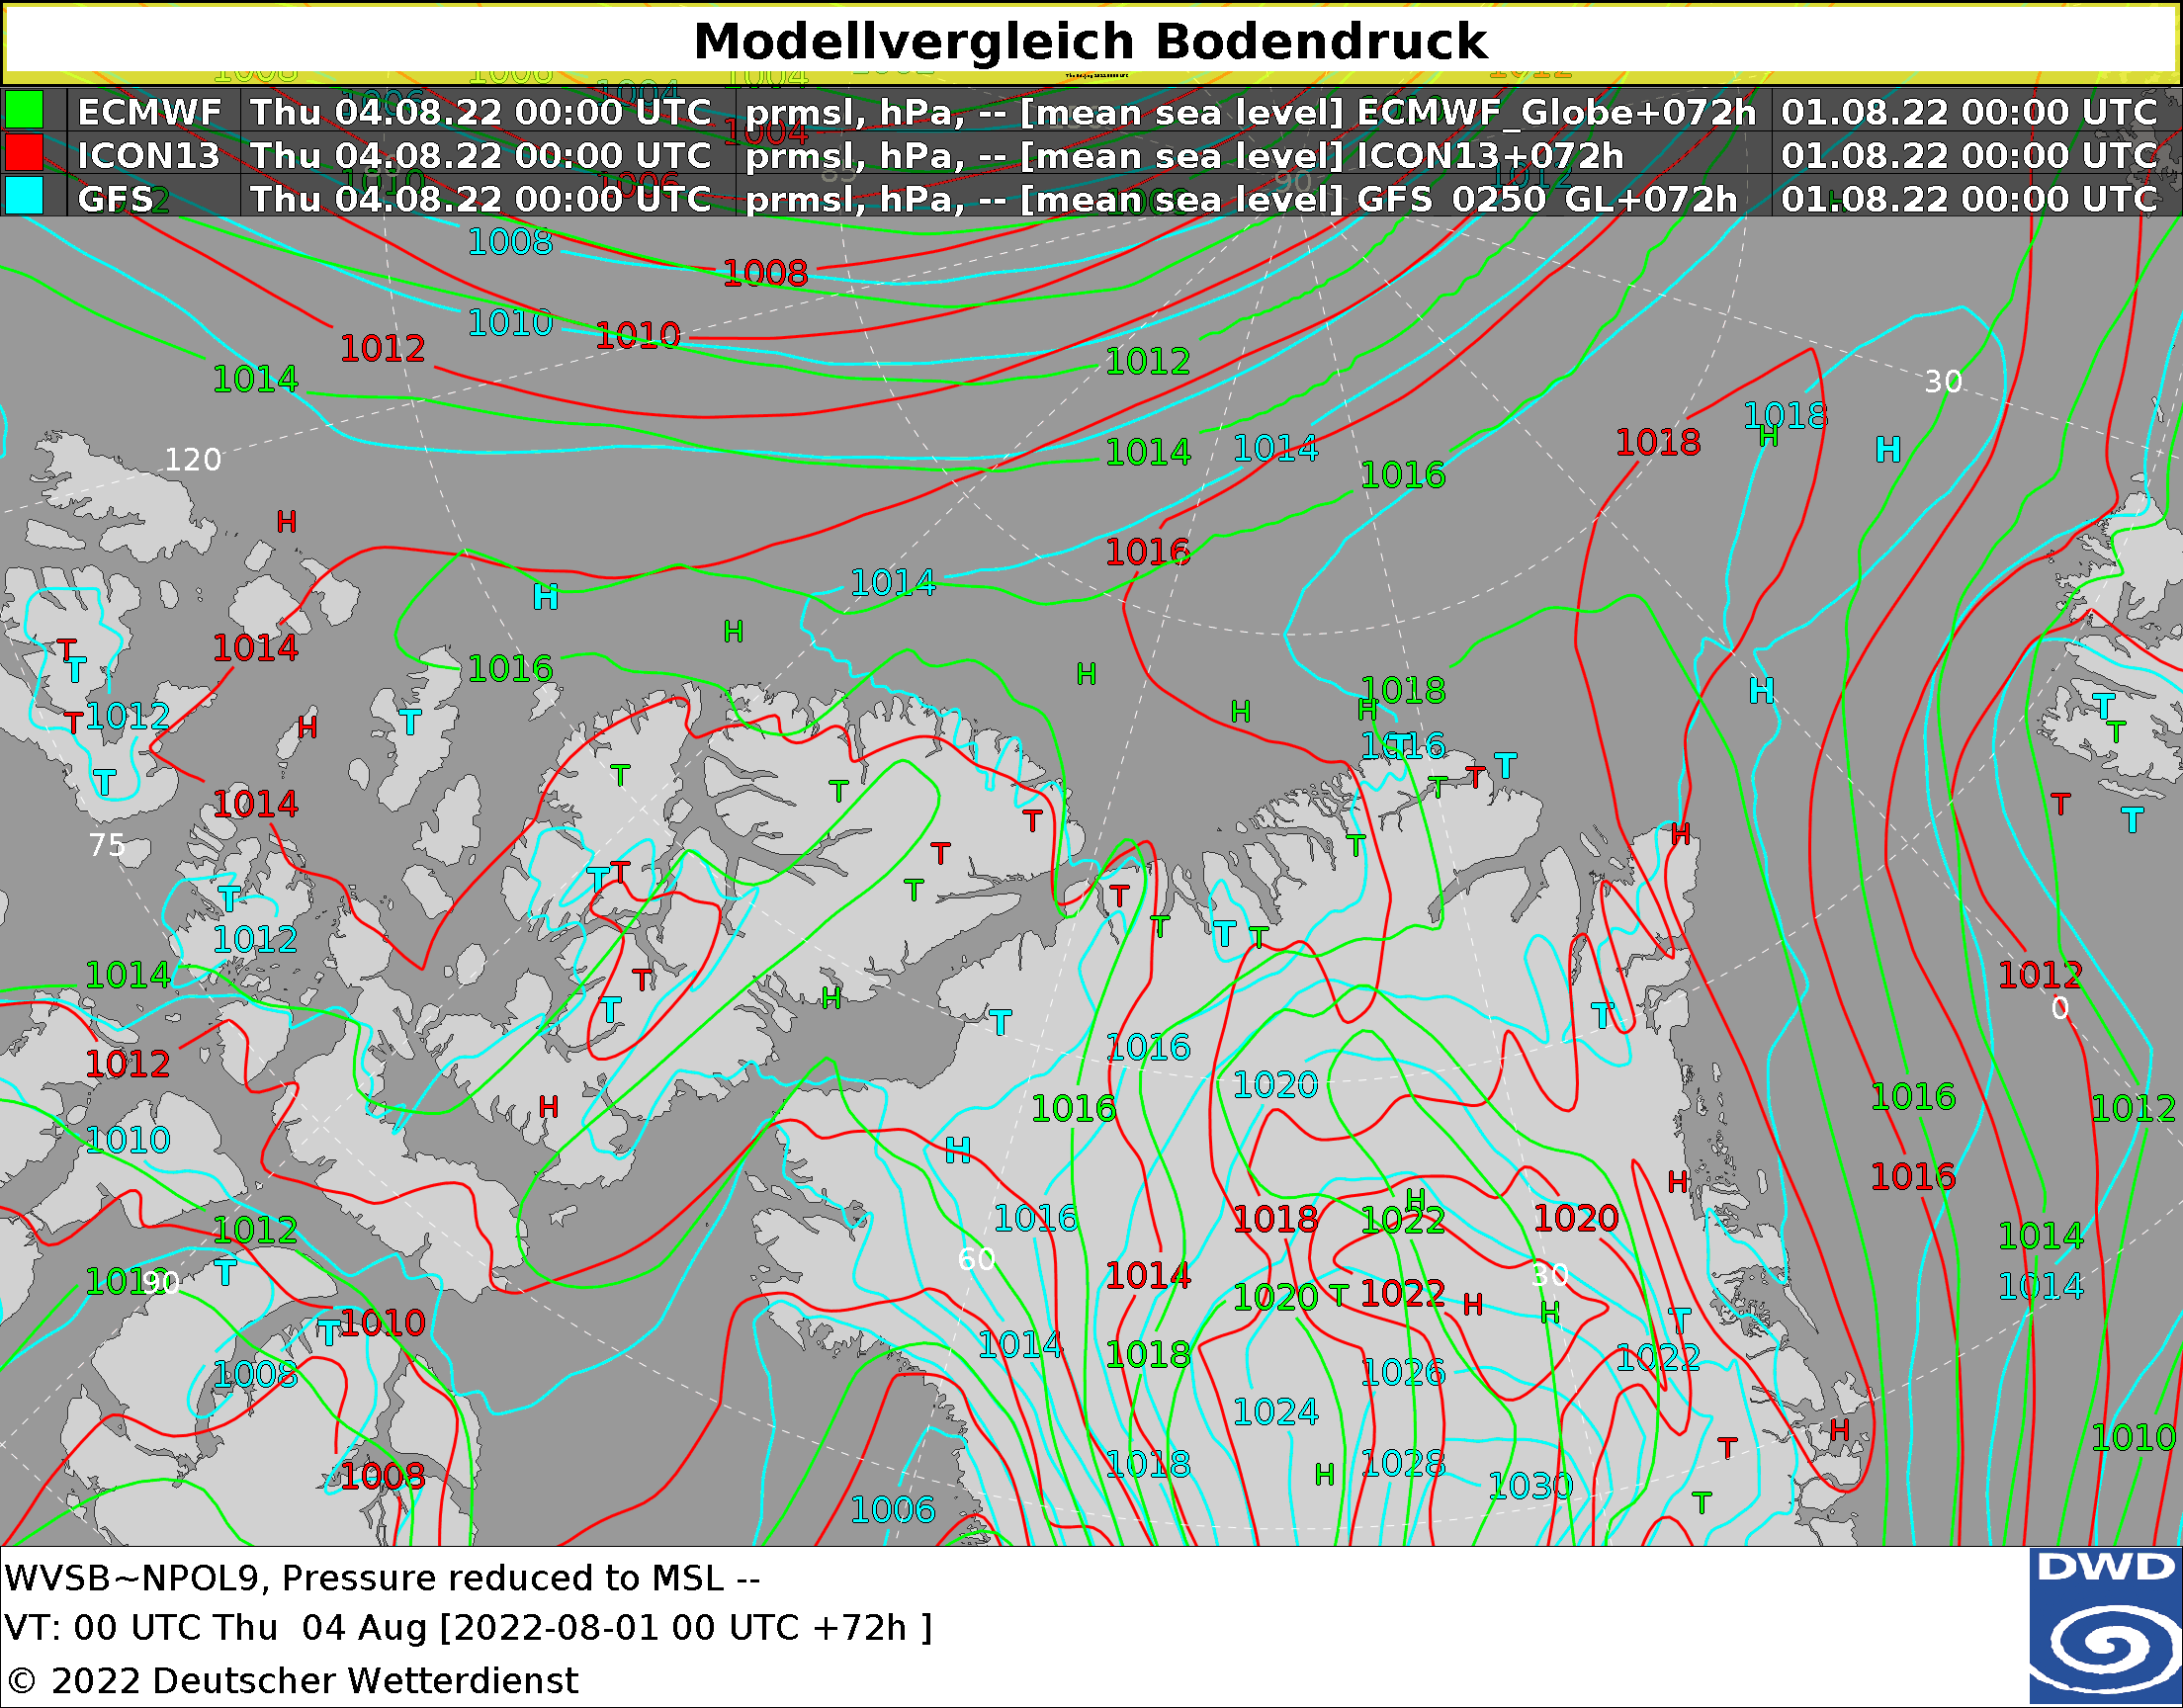 Modellvergleich Bodendruck
ECMWF Thu 04.08.22 00:00 UTC prmsl, hPa, -- [mean sea level] ECMWF_Globe+072h 01.08.22 00:00 UTC
ICON13 Thu 04.08.22 00:00 UTC prmsl, hPa, -- [mean sea level] ICON13+072h 01.08.22 00:00 UTC
GFS Thu 04.08.22 00:00 UTC prmsl, hPa, -- [mean sea level] GFS_0250_GL+072h 01.08.22 00:00 UTC
1008
1008
1010 1010
1012 1012
1014 30
1018
1014 1014 1018 H H
120 1016
H
1016
H 1014
H
T 1014 1016 H
T 1018 H
T 1012 H T H H 1016 T T
T T T T T
T 1014 T T T
75 T H
T T T T T
T T T
1012 T T T
1014 T 1012
H T T T 0
1012 1016
1020
H 1016 1016 1012
1010 H
H 1016
1012 1016 1018 H 1022 1020
1014
T 60 1014 30 1014
90 1020 T 1022 H H
T 1010 T
1014 1018 1022
1008 1026
1024 H
T 1010
1008 1018 H 1028
1030
1006 T
WVSB~NPOL9, Pressure reduced to MSL --
VT: 00 UTC Thu 04 Aug [2022-08-01 00 UTC +72h ]
© 2022 Deutscher Wetterdienst
DWD